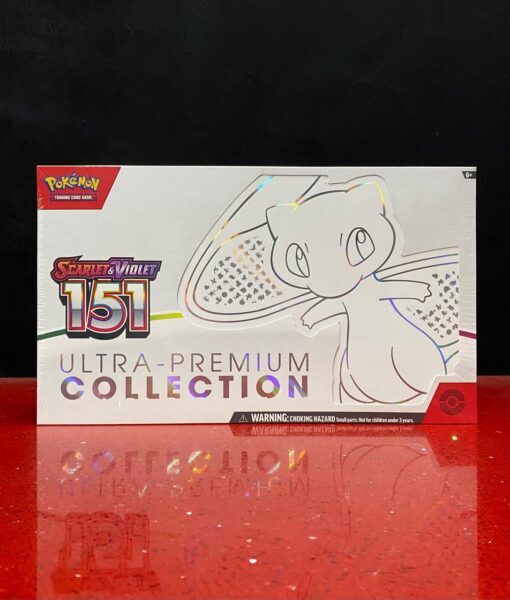 Pokémon
TRADING CARD GAME
6+
SCARLET & VIOLET
151
ULTRA-PREMIUM
COLLECTION
WARNING: CHOKING HAZARD Small parts. Not for children under 3 years.